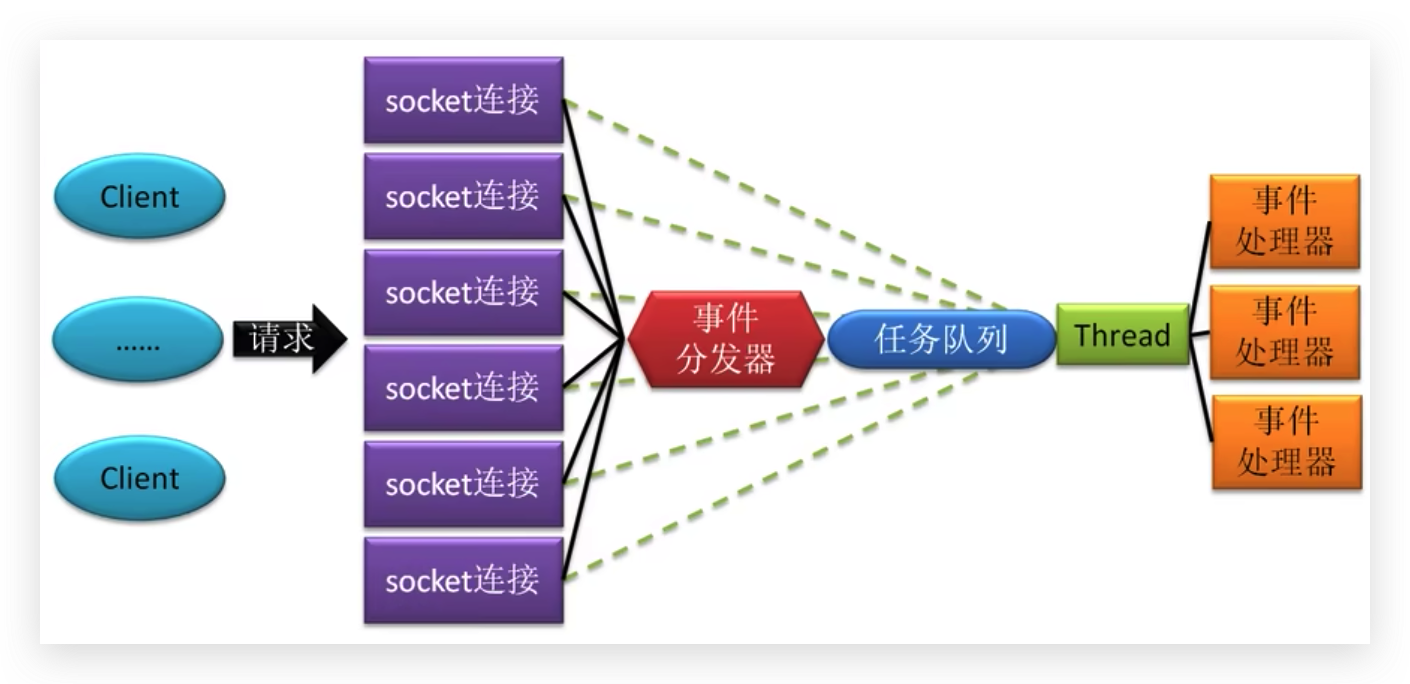 Client
……
Client
请求
socket连接
socket连接
socket连接
socket连接
socket连接
socket连接
事件
分发器
任务队列
Thread
事件
处理器
事件
处理器
事件
处理器